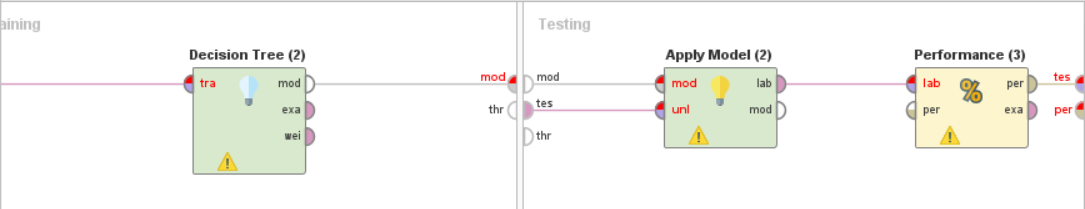 aining
Testing
Decision Tree (2)
tra
mod
exa
wei
mod
thr
mod
tes
thr
Apply Model (2)
mod
lab
unl
mod
Performance (3)
lab
per
per
exa
tes
per